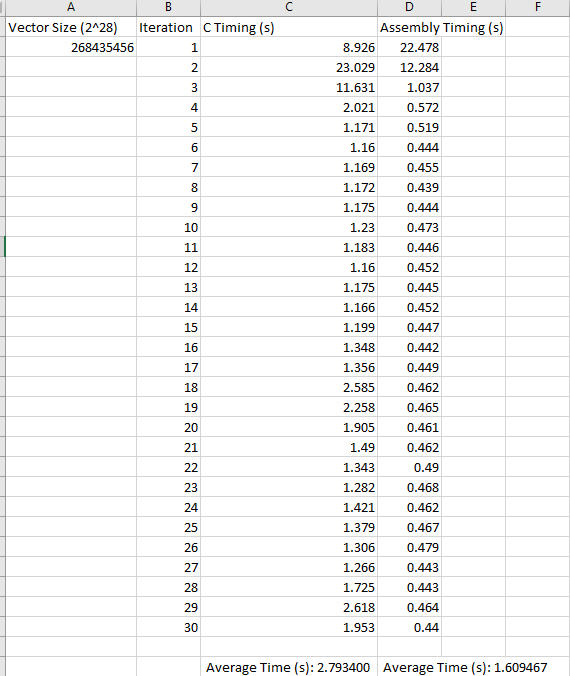 A B C D E F
Vector Size (2^28) Iteration C Timing (s) Assembly Timing (s)
268435456 1 8.926 22.478
2 23.029 12.284
3 11.631 1.037
4 2.021 0.572
5 1.171 0.519
6 1.16 0.444
7 1.169 0.455
8 1.172 0.439
9 1.175 0.444
10 1.23 0.473
11 1.183 0.446
12 1.16 0.452
13 1.175 0.445
14 1.166 0.452
15 1.199 0.447
16 1.348 0.442
17 1.356 0.449
18 2.585 0.462
19 2.258 0.465
20 1.905 0.461
21 1.49 0.462
22 1.343 0.49
23 1.282 0.468
24 1.421 0.462
25 1.379 0.467
26 1.306 0.479
27 1.266 0.443
28 1.725 0.443
29 2.618 0.464
30 1.953 0.44
Average Time (s): 2.793400 Average Time (s): 1.609467